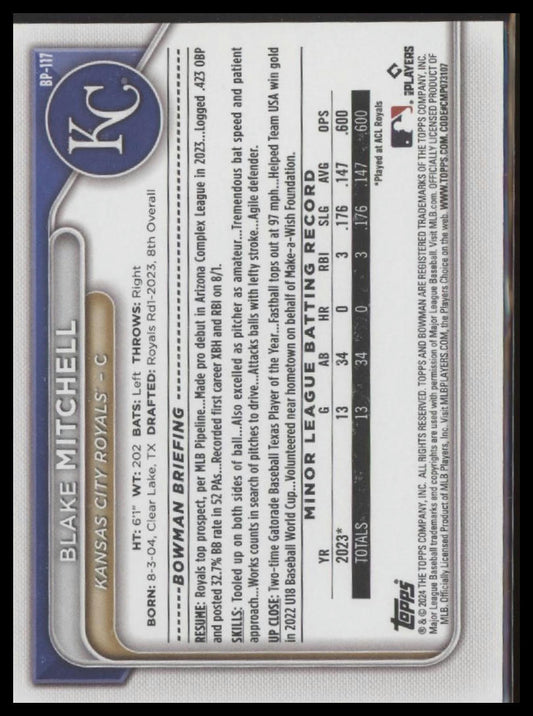 BP-117
KC
BLAKE MITCHELL
KANSAS CITY ROYALS® – C
HT: 6'1" WT: 202 BATS: Left THROWS: Right
BORN: 8-3-04, Clear Lake, TX DRAFTED: Royals Rd1-2023, 8th Overall
BOWMAN BRIEFING
RESUME: Royals top prospect, per MLB Pipeline...Made pro debut in Arizona Complex League in 2023...Logged .423 OBP
and posted 32.7% BB rate in 52 PAs...Recorded first career XBH and RBI on 8/1.
SKILLS: Tooled up on both sides of ball...Also excelled as pitcher as amateur...Tremendous bat speed and patient
approach...Works counts in search of pitches to drive...Attacks balls with lefty stroke...Agile defender.
UP CLOSE: Two-time Gatorade Baseball Texas Player of the Year...Fastball tops out at 97 mph...Helped Team USA win gold
in 2022 U18 Baseball World Cup...Volunteered near hometown on behalf of Make-a-Wish Foundation.
MINOR LEAGUE BATTING RECORD
YR G AB HR RBI SLG AVG OPS
2023* 13 34 0 3 .176 .147 .600
TOTALS 13 34 0 3 .176 .147 .600
*Played at ACL Royals
topps
® & © 2024 THE TOPPS COMPANY, INC. ALL RIGHTS RESERVED. TOPPS AND BOWMAN ARE REGISTERED TRADEMARKS OF THE TOPPS COMPANY, INC.
Major League Baseball trademarks and copyrights are used with permission of Major League Baseball. Visit MLB.com. OFFICIALLY LICENSED PRODUCT OF
MLB. Officially Licensed Product of MLB Players, Inc. Visit MLBPLAYERS.COM, the Players Choice on the web. WWW.TOPPS.COM. CODE#CMP073107
PLAYERS